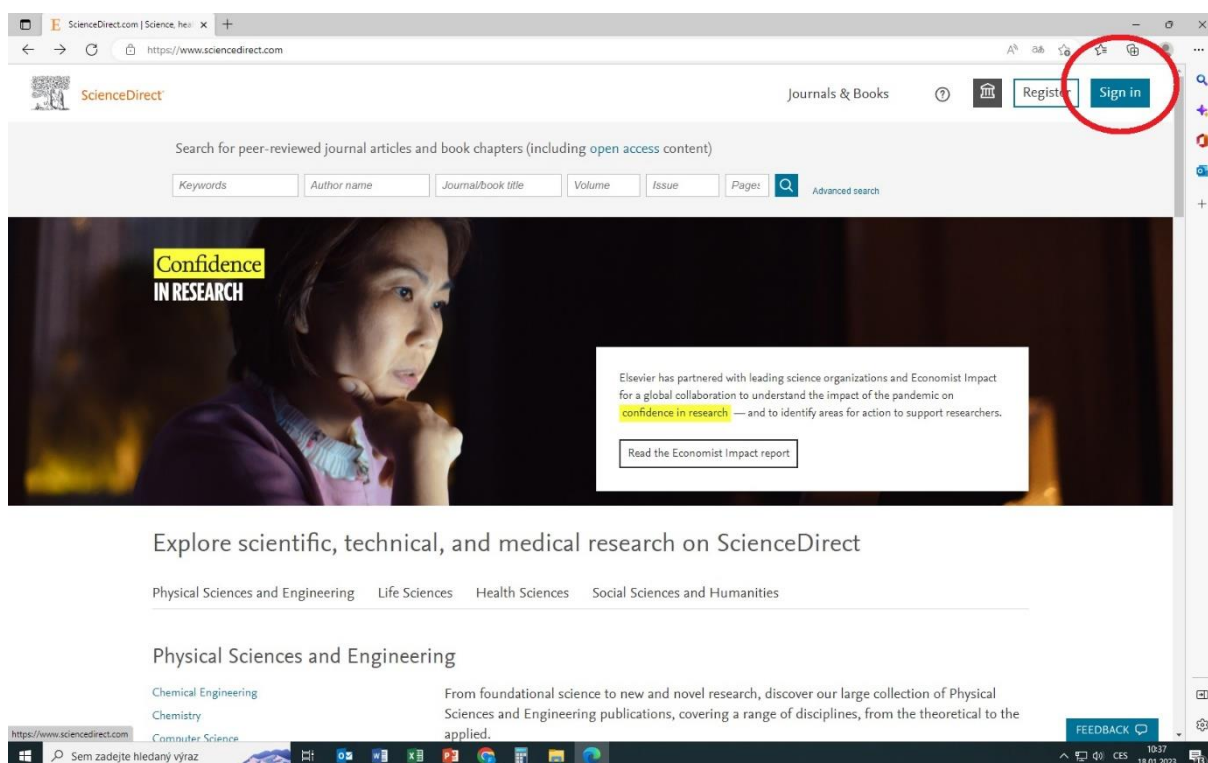 ScienceDirect.com | Science, hea
https://www.sciencedirect.com
ScienceDirect
Journals & Books
Register
Sign in
Search for peer-reviewed journal articles and book chapters (including open access content)
Keywords
Author name
Journal/book title
Volume
Issue
Pages
Advanced search
Confidence
IN RESEARCH
Elsevier has partnered with leading science organizations and Economist Impact
for a global collaboration to understand the impact of the pandemic on
confidence in research — and to identify areas for action to support researchers.
Read the Economist Impact report
Explore scientific, technical, and medical research on ScienceDirect
Physical Sciences and Engineering Life Sciences Health Sciences Social Sciences and Humanities
Physical Sciences and Engineering
Chemical Engineering
Chemistry
Computer Science
From foundational science to new and novel research, discover our large collection of Physical
Sciences and Engineering publications, covering a range of disciplines, from the theoretical to the
applied.
FEEDBACK
https://www.sciencedirect.com
Sem zadejte hledaný výraz
CES
10:37
18.01.2023